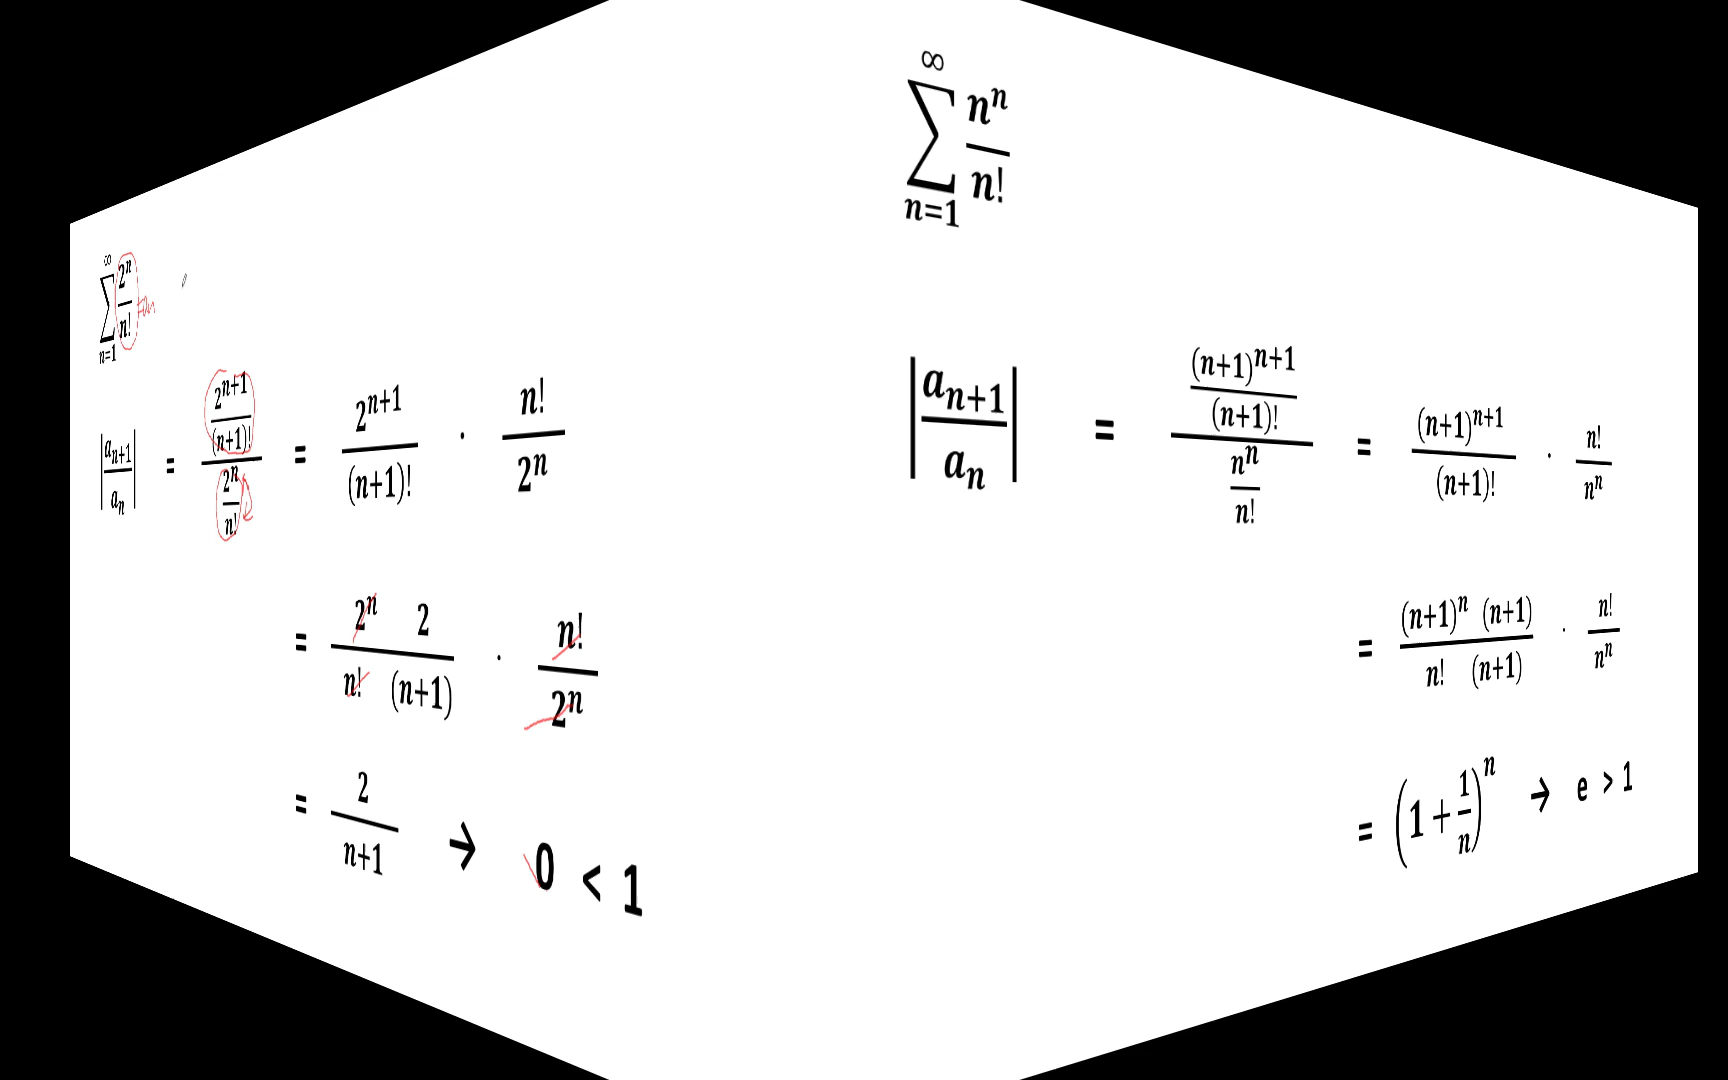 ∑_{n=1}^{∞} 2^n / n! = a_n
|a_{n+1} / a_n| = (2^{n+1} / (n+1)!) / (2^n / n!) = 2^{n+1} / (n+1)! · n! / 2^n
= 2^n 2 / n! (n+1) · n! / 2^n
= 2 / n+1 → 0 < 1
∑_{n=1}^{∞} n^n / n!
|a_{n+1} / a_n| = ((n+1)^{n+1} / (n+1)!) / (n^n / n!) = (n+1)^{n+1} / (n+1)! · n! / n^n
= (n+1)^n (n+1) / n! (n+1) · n! / n^n
= (1 + 1/n)^n → e > 1